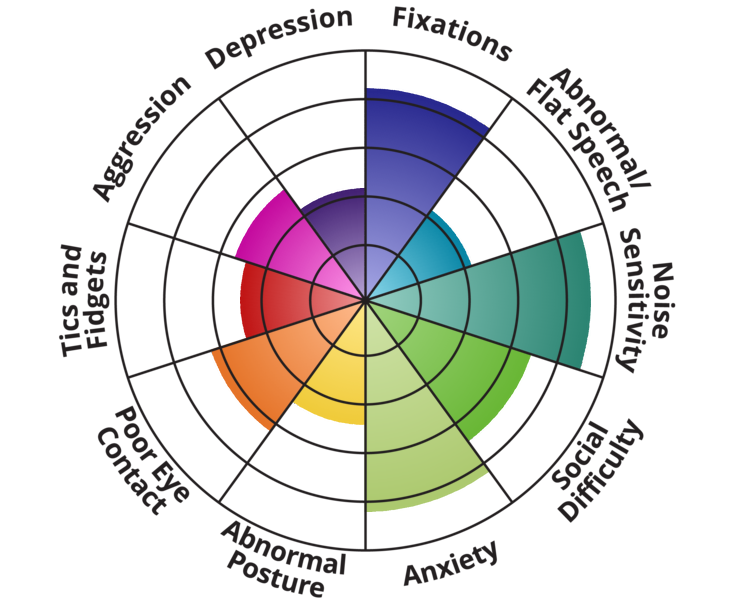 Depression
Fixations
Abnormal/
Flat Speech
Noise
Sensitivity
Social
Difficulty
Anxiety
Abnormal
Posture
Poor Eye
Contact
Tics and
Fidgets
Aggression